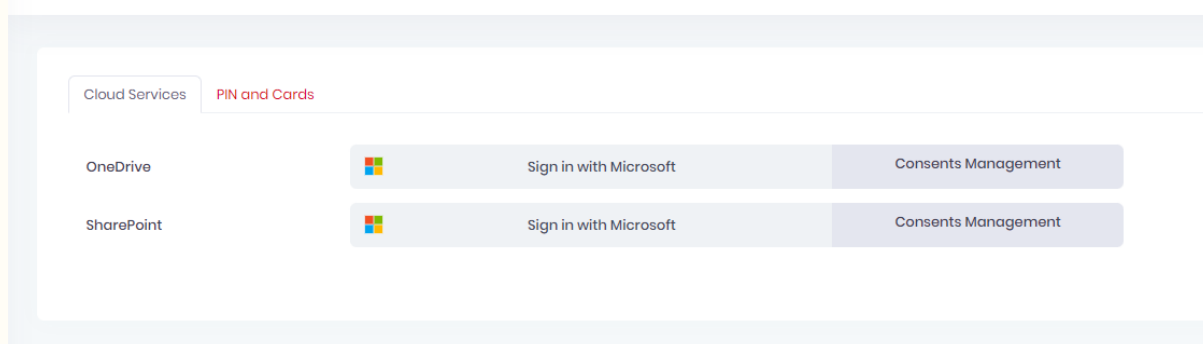 Cloud Services PIN and Cards
OneDrive Sign in with Microsoft Consents Management
SharePoint Sign in with Microsoft Consents Management